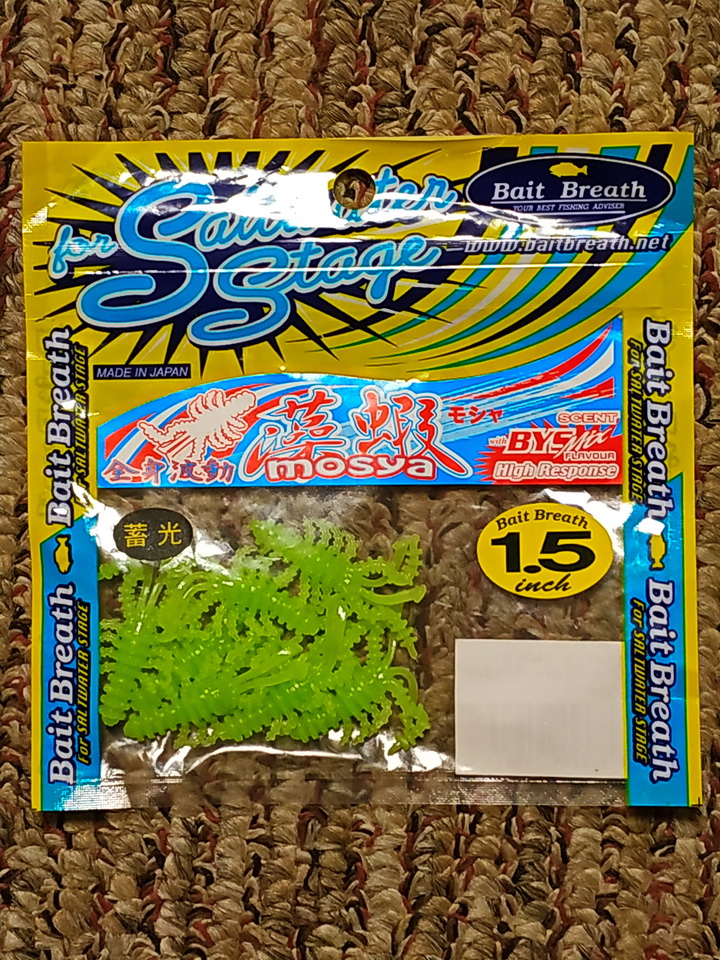 for Saltwater
Stage
Bait Breath
YOUR BEST FISHING ADVISER
www.baitbreath.net
MADE IN JAPAN
藻蝦 モシャ
mosya
全身波動
SCENT
with BYSMix
FLAVOUR
High Response
蓄光
Bait Breath
1.5
inch
Bait Breath
For SALTWATER STAGE
Bait Breath
For SALTWATER STAGE
Bait Breath
For SALTWATER STAGE
Bait Breath
For SALTWATER STAGE